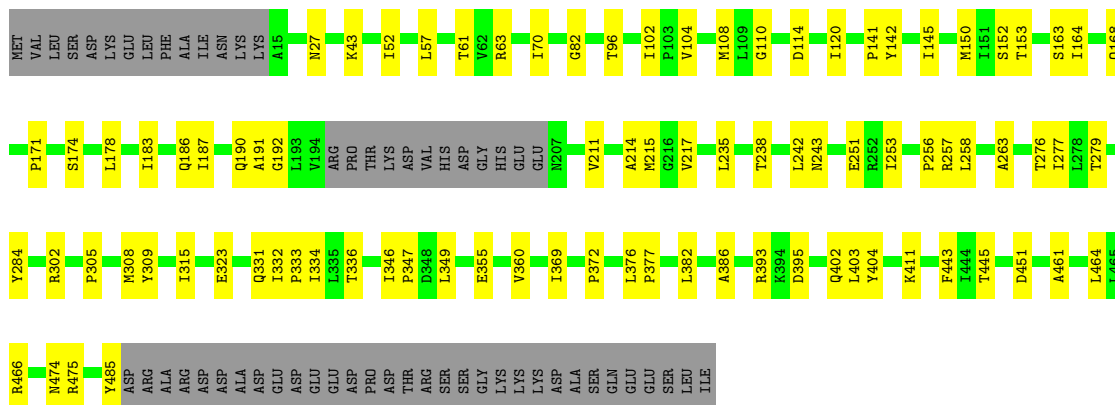 MET VAL LEU SER ASP LYS GLU LEU PHE ALA ILE ASN LYS LYS A15 N27 K43 I52 L57 T61 V62 R63 I70 G82 T96 I102 P103 V104 M108 L109 G110 D114 I120 P141 Y142 I145 M150 I151 S152 T153 S163 I164
P171 S174 L178 I183 Q186 I187 Q190 A191 G192 L193 V194 ARG PRO THR LYS ASP VAL HIS ASP GLY HIS GLU GLU N207 V211 A214 M215 G216 V217 L235 T238 L242 N243 E251 R252 I253 P256 R257 L258 A263 T276 I277 L278 T279
Y284 R302 P305 M308 Y309 I315 E323 Q331 I332 P333 I334 L335 T336 I346 P347 D348 L349 E355 V360 I369 P372 L376 P377 L382 A386 R393 K394 D395 Q402 L403 Y404 K411 F443 I444 T445 D451 A461 L464 L465
R466 N474 R475 Y485 ASP ARG ALA ARG ASP ASP ALA ASP GLU ASP GLU GLU ASP PRO ASP THR ARG SER SER GLY LYS LYS LYS ASP ALA SER GLN GLU GLU SER LEU ILE